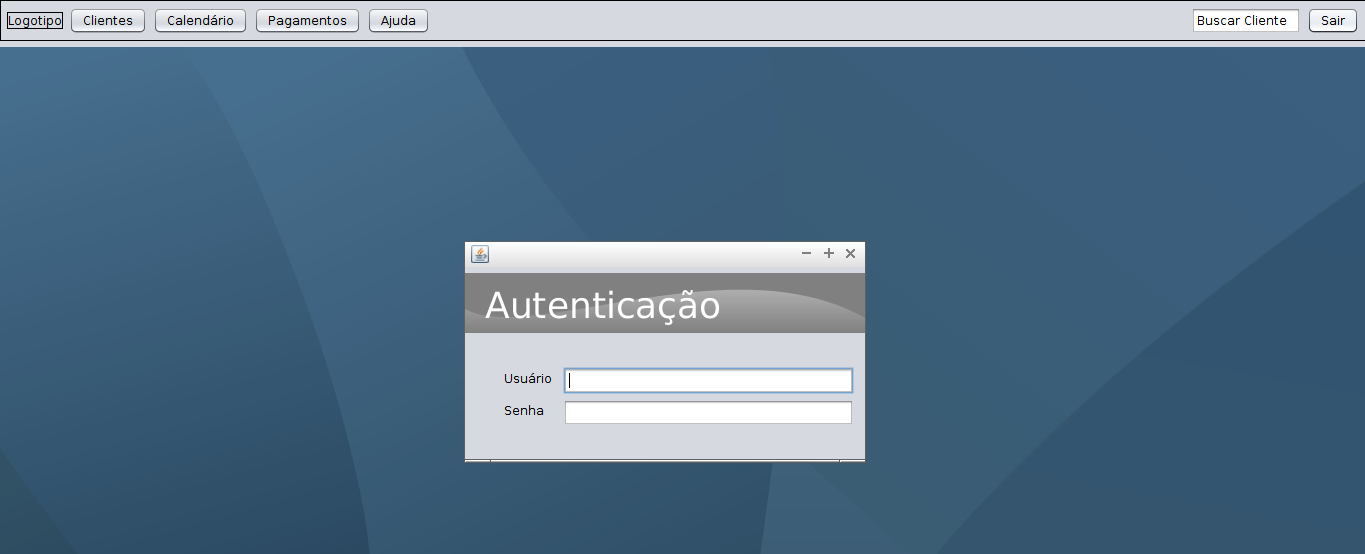 Logotipo Clientes Calendário Pagamentos Ajuda Buscar Cliente Sair
Autenticação
Usuário
Senha